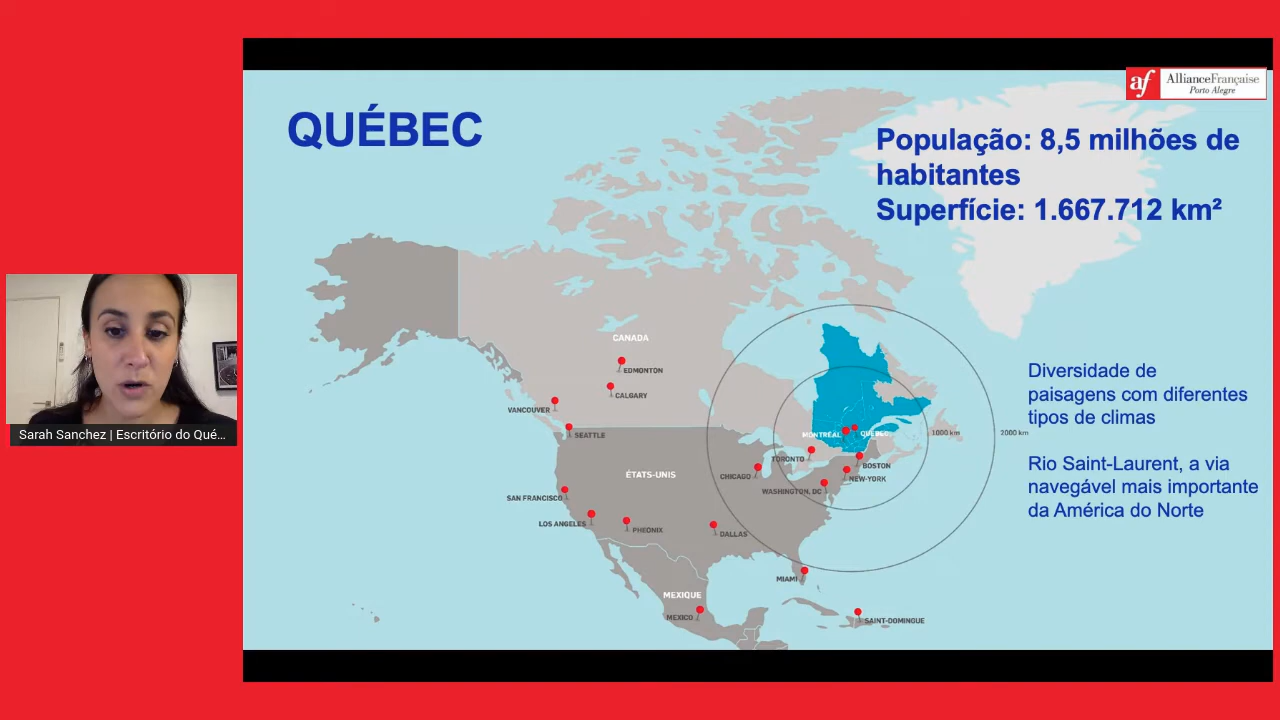 af AllianceFrançaise
Porto Alegre
QUÉBEC
População: 8,5 milhões de
habitantes
Superfície: 1.667.712 km²
CANADA
EDMONTON
CALGARY
VANCOUVER
SEATTLE
MONTRÉAL
QUÉBEC
1000 km
2000 km
TORONTO
BOSTON
CHICAGO
NEW-YORK
WASHINGTON, DC
ÉTATS-UNIS
SAN FRANCISCO
LOS ANGELES
PHEONIX
DALLAS
MIAMI
MEXIQUE
MEXICO
SAINT-DOMINGUE
Diversidade de
paisagens com diferentes
tipos de climas
Rio Saint-Laurent, a via
navegável mais importante
da América do Norte
Sarah Sanchez | Escritório do Qué...